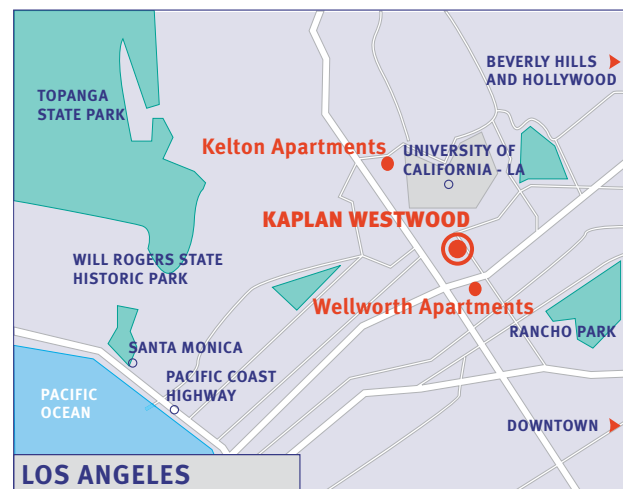 BEVERLY HILLS
AND HOLLYWOOD
TOPANGA
STATE PARK
Kelton Apartments
UNIVERSITY OF
CALIFORNIA - LA
KAPLAN WESTWOOD
WILL ROGERS STATE
HISTORIC PARK
Wellworth Apartments
RANCHO PARK
SANTA MONICA
PACIFIC COAST
HIGHWAY
PACIFIC
OCEAN
DOWNTOWN
LOS ANGELES